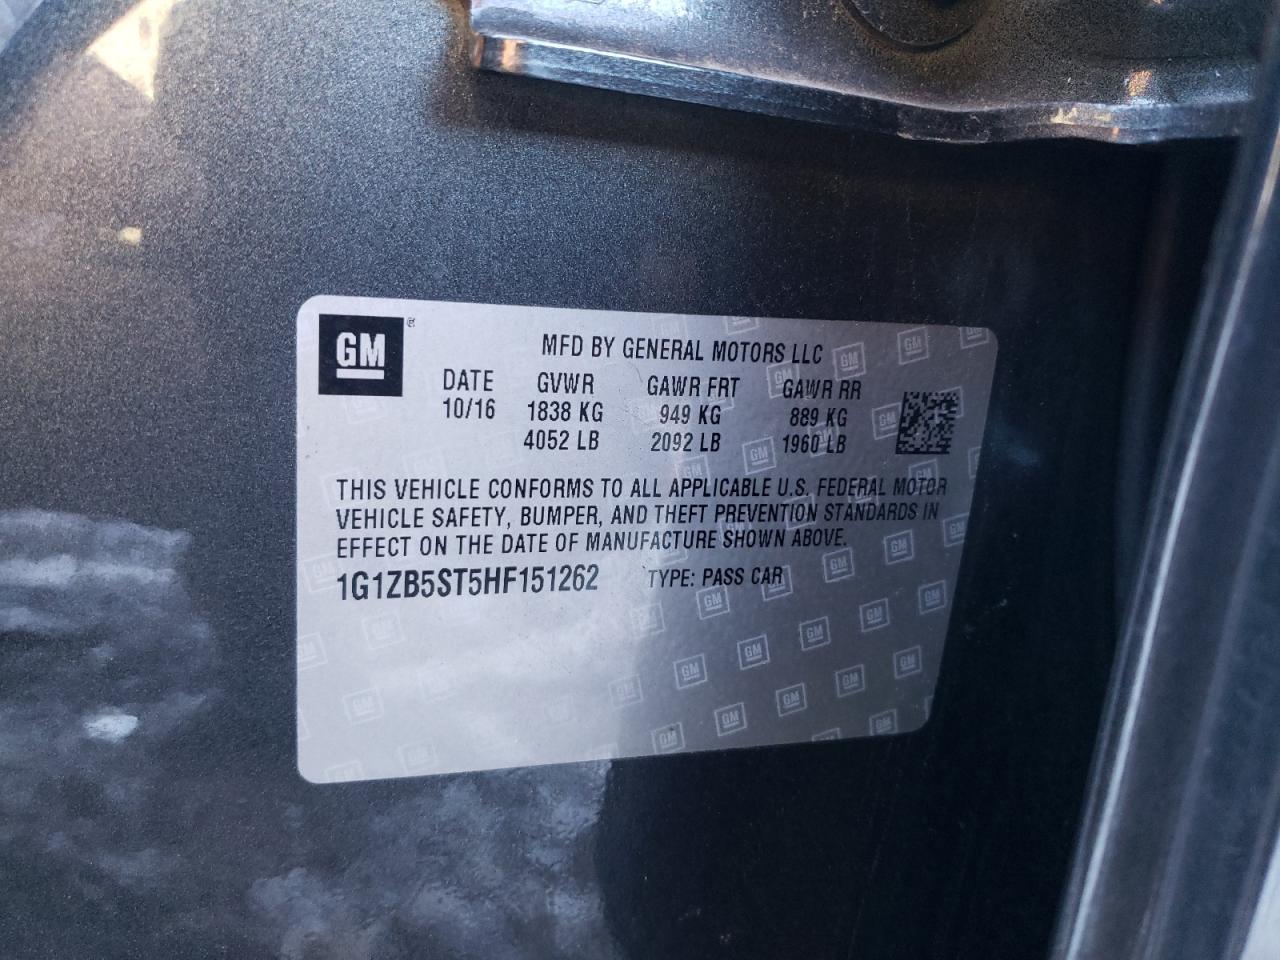 GM
MFD BY GENERAL MOTORS LLC
DATE GVWR GAWR FRT GAWR RR
10/16 1838 KG 949 KG 889 KG
4052 LB 2092 LB 1960 LB
THIS VEHICLE CONFORMS TO ALL APPLICABLE U.S. FEDERAL MOTOR
VEHICLE SAFETY, BUMPER, AND THEFT PREVENTION STANDARDS IN
EFFECT ON THE DATE OF MANUFACTURE SHOWN ABOVE.
1G1ZB5ST5HF151262 TYPE: PASS CAR